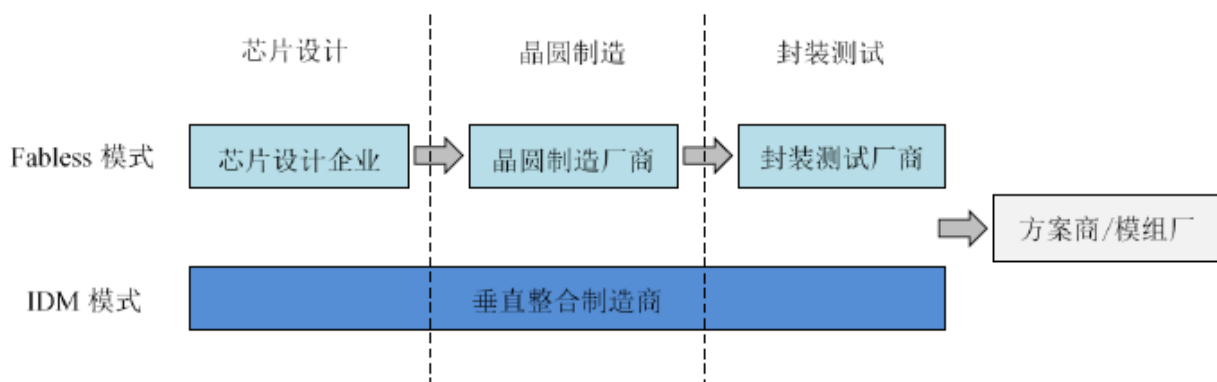 芯片设计
晶圆制造
封装测试
Fabless 模式
芯片设计企业
晶圆制造厂商
封装测试厂商
方案商/模组厂
IDM 模式
垂直整合制造商